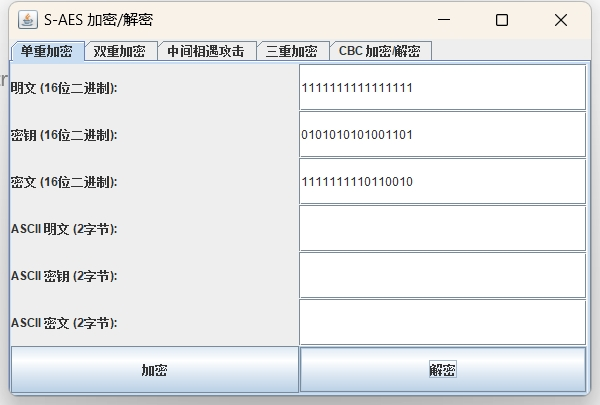 S-AES 加密/解密
单重加密 双重加密 中间相遇攻击 三重加密 CBC 加密/解密
明文 (16位二进制): 1111111111111111
密钥 (16位二进制): 0101010101001101
密文 (16位二进制): 1111111110110010
ASCII 明文 (2字节):
ASCII 密钥 (2字节):
ASCII 密文 (2字节):
加密 解密